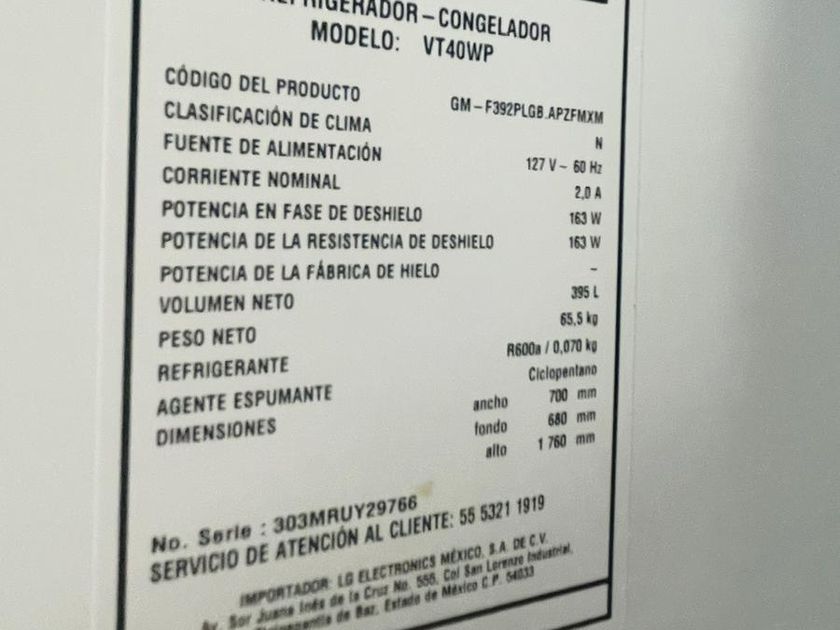 REFRIGERADOR – CONGELADOR
MODELO: VT40WP
CÓDIGO DEL PRODUCTO GM – F392PLGB.APZFMXM
CLASIFICACIÓN DE CLIMA N
FUENTE DE ALIMENTACIÓN 127 V ~ 60 Hz
CORRIENTE NOMINAL 2,0 A
POTENCIA EN FASE DE DESHIELO 163 W
POTENCIA DE LA RESISTENCIA DE DESHIELO 163 W
POTENCIA DE LA FÁBRICA DE HIELO –
VOLUMEN NETO 395 L
PESO NETO 65,5 kg
REFRIGERANTE R600a / 0,070 kg
AGENTE ESPUMANTE Ciclopentano
DIMENSIONES ancho 700 mm
fondo 680 mm
alto 1 760 mm
No. Serie : 303MRUY29766
SERVICIO DE ATENCIÓN AL CLIENTE: 55 5321 1919
IMPORTADOR: LG ELECTRONICS MÉXICO, S.A. DE C.V.
Av. Sor Juana Inés de la Cruz No. 555, Col San Lorenzo Industrial,
de Baz, Estado de México C.P. 54033